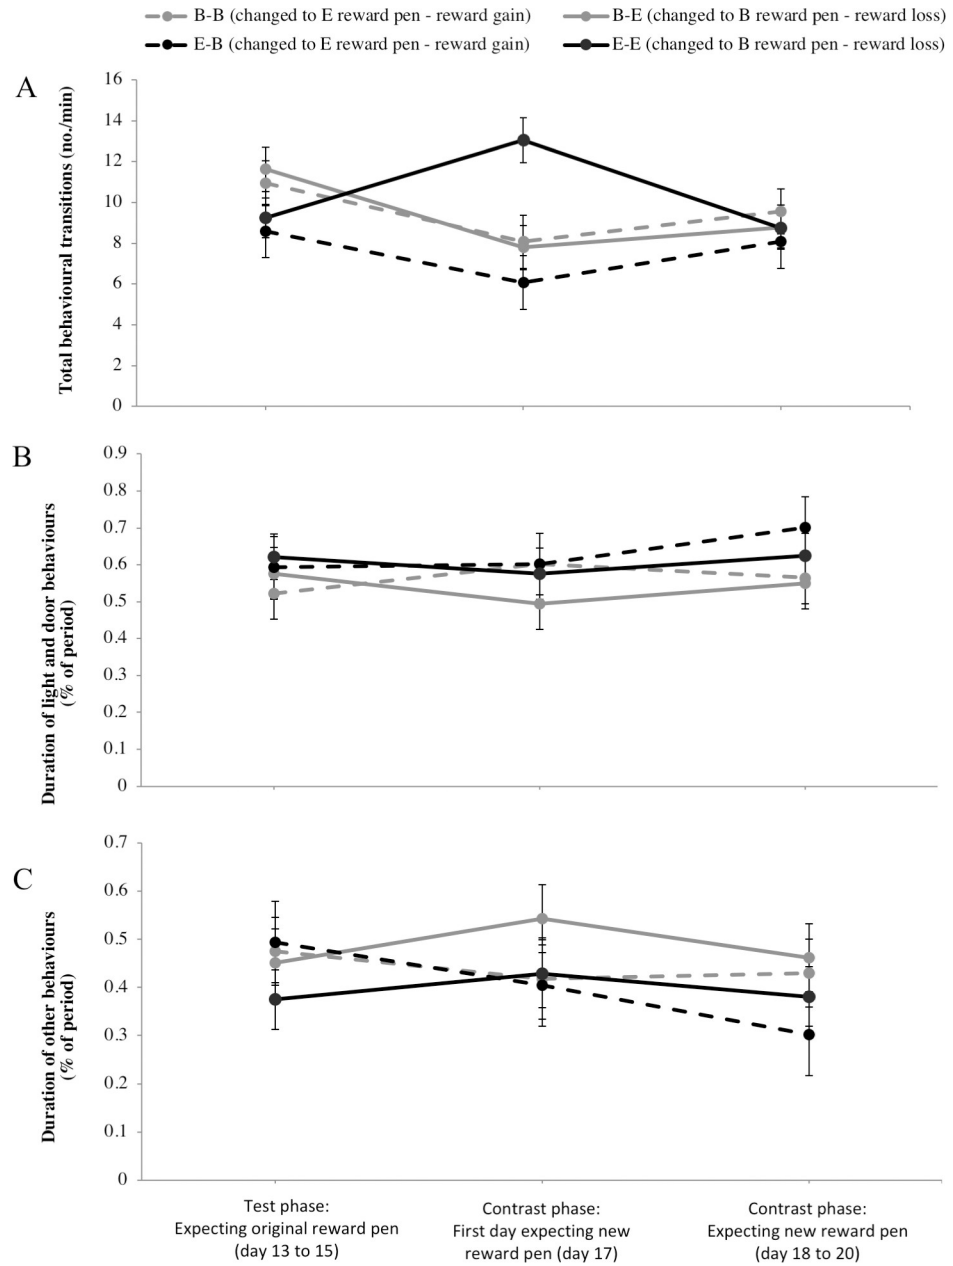 B-B (changed to E reward pen - reward gain)
B-E (changed to B reward pen - reward loss)
E-B (changed to E reward pen - reward gain)
E-E (changed to B reward pen - reward loss)
A
Total behavioural transitions (no./min)
16
14
12
10
8
6
4
2
0
B
Duration of light and door behaviours
(% of period)
0.9
0.8
0.7
0.6
0.5
0.4
0.3
0.2
0.1
0
C
Duration of other behaviours
(% of period)
0.7
0.6
0.5
0.4
0.3
0.2
0.1
0
Test phase:
Expecting original reward pen
(day 13 to 15)
Contrast phase:
First day expecting new
reward pen (day 17)
Contrast phase:
Expecting new reward pen
(day 18 to 20)